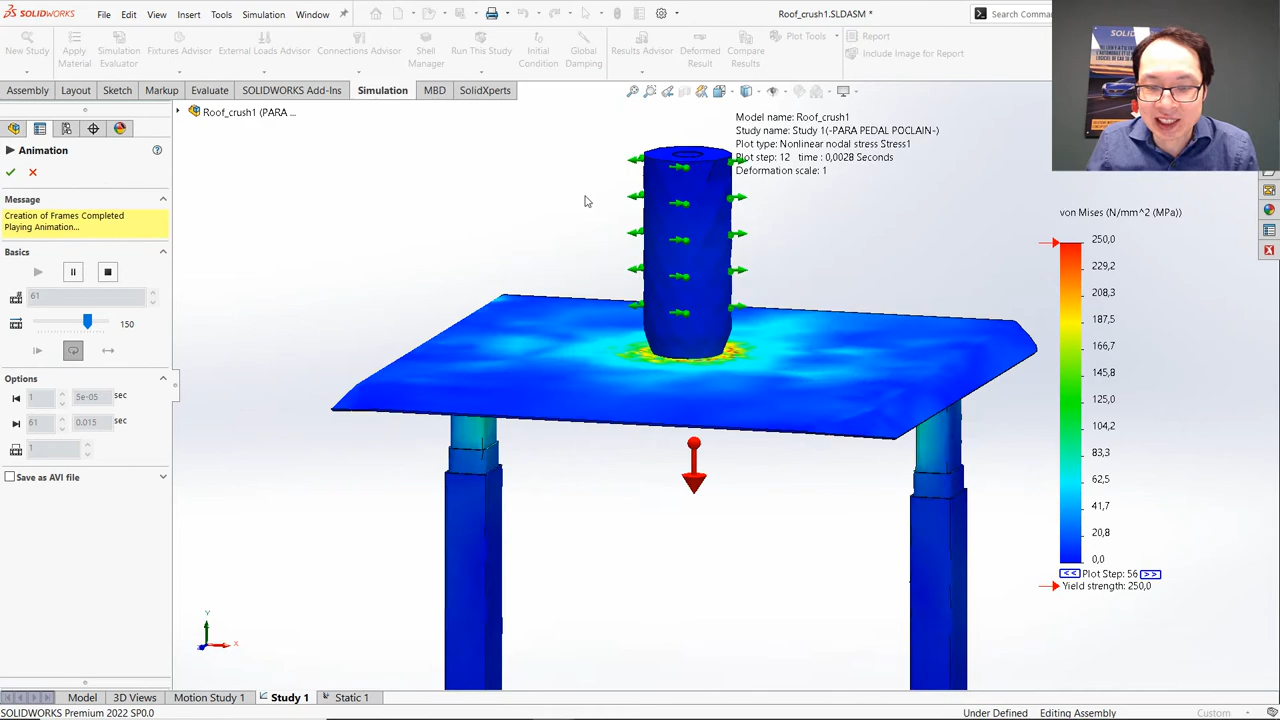 SOLIDWORKS
File Edit View Insert Tools Simulation Window
Roof_crush1.SLDASM *
Search Comma
New Study
Apply Material
Simulation Evaluator
Fixtures Advisor
External Loads Advisor
Connections Advisor
Shell Manager
Run This Study
Initial Condition
Global Damping
Results Advisor
Deformed Result
Compare Results
Plot Tools
Report
Include Image for Report
Assembly Layout Sketch Markup Evaluate SOLIDWORKS Add-Ins Simulation MBD SolidXperts
Roof_crush1 (PARA ...
Animation
Message
Creation of Frames Completed
Playing Animation...
Basics
61
150
Options
1 5e-05 sec
61 0.015 sec
1
Save as AVI file
Model name: Roof_crush1
Study name: Study 1(-PARA PEDAL POCLAIN-)
Plot type: Nonlinear nodal stress Stress1
Plot step: 12 time : 0,0028 Seconds
Deformation scale: 1
von Mises (N/mm^2 (MPa))
250,0
229,2
208,3
187,5
166,7
145,8
125,0
104,2
83,3
62,5
41,7
20,8
0,0
<< Plot Step: 56 >>
Yield strength: 250,0
Y
X
Model 3D Views Motion Study 1 Study 1 Static 1
SOLIDWORKS Premium 2022 SP0.0
Under Defined Editing Assembly Custom